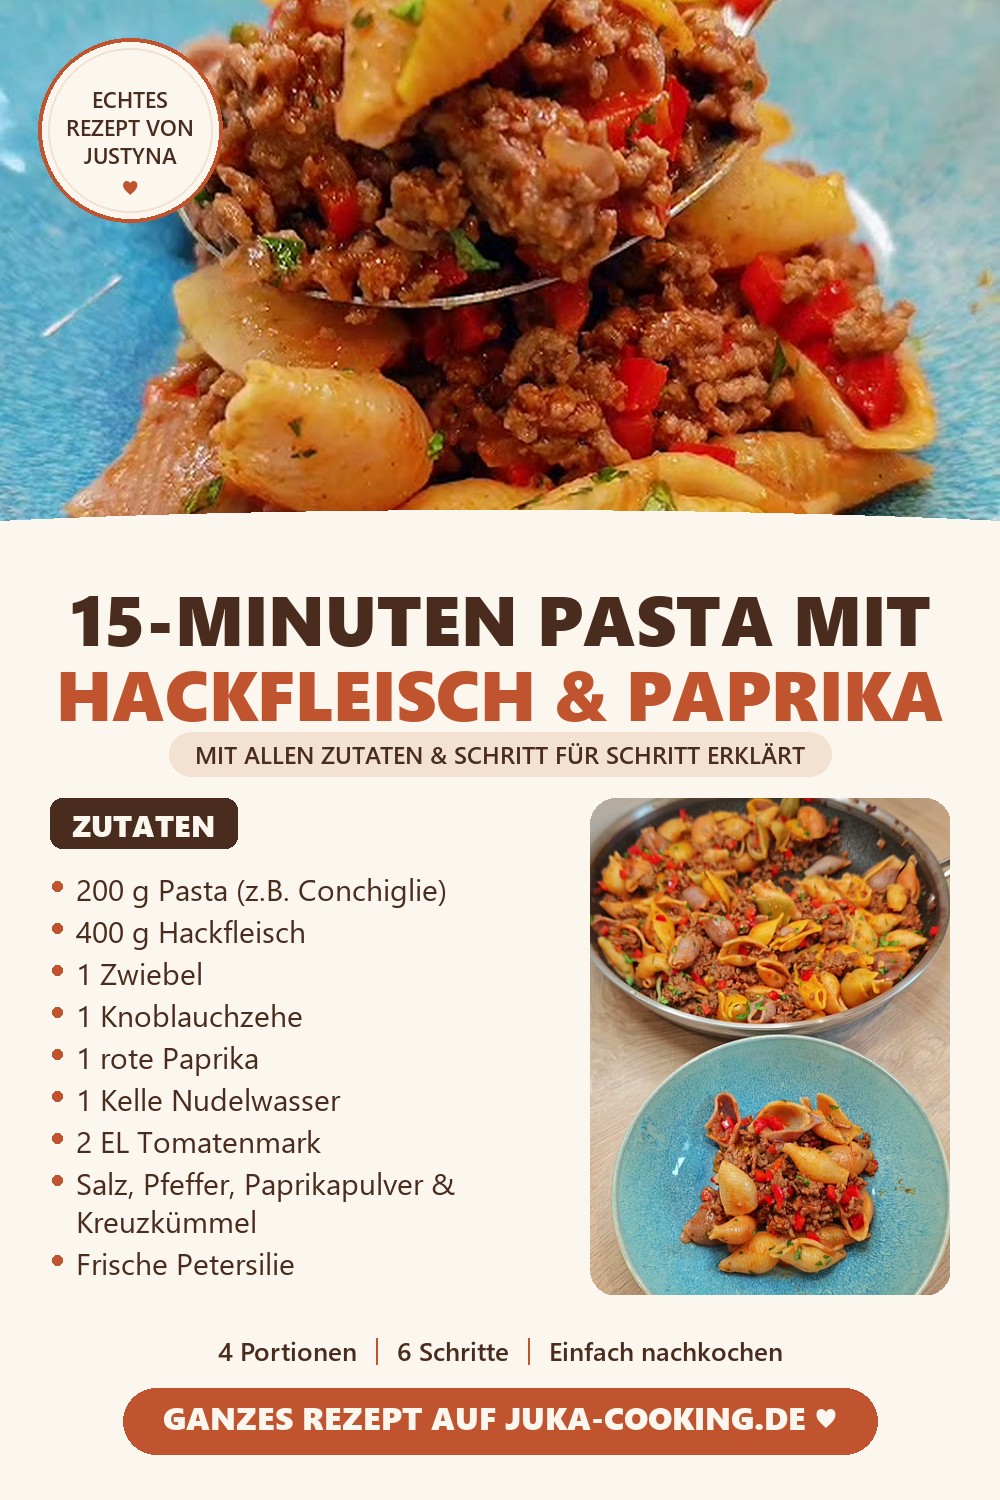 ECHTES
REZEPT VON
JUSTYNA
15-MINUTEN PASTA MIT
HACKFLEISCH & PAPRIKA
MIT ALLEN ZUTATEN & SCHRITT FÜR SCHRITT ERKLÄRT
ZUTATEN
200 g Pasta (z.B. Conchiglie)
400 g Hackfleisch
1 Zwiebel
1 Knoblauchzehe
1 rote Paprika
1 Kelle Nudelwasser
2 EL Tomatenmark
Salz, Pfeffer, Paprikapulver &
Kreuzkümmel
Frische Petersilie
4 Portionen | 6 Schritte | Einfach nachkochen
GANZES REZEPT AUF JUKA-COOKING.DE ♥